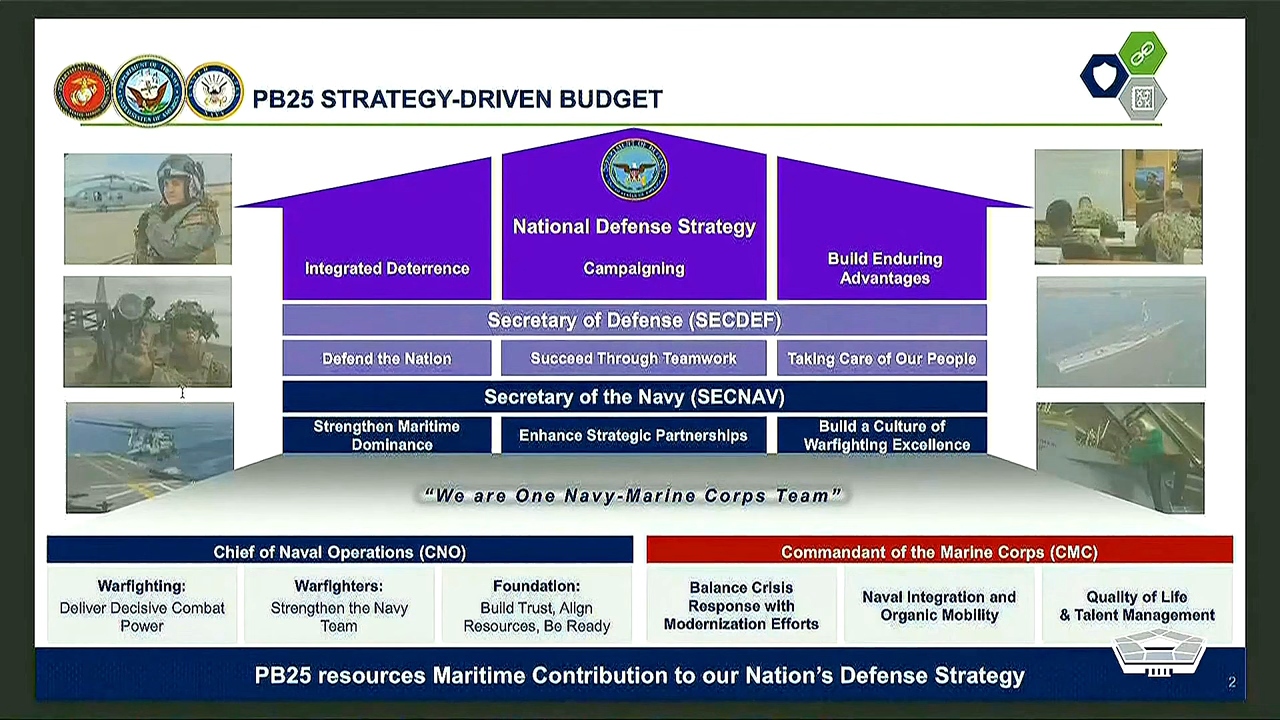 PB25 STRATEGY-DRIVEN BUDGET
National Defense Strategy
Integrated Deterrence
Campaigning
Build Enduring
Advantages
Secretary of Defense (SECDEF)
Defend the Nation
Succeed Through Teamwork
Taking Care of Our People
Secretary of the Navy (SECNAV)
Strengthen Maritime
Dominance
Enhance Strategic Partnerships
Build a Culture of
Warfighting Excellence
“We are One Navy-Marine Corps Team”
Chief of Naval Operations (CNO)
Warfighting:
Deliver Decisive Combat
Power
Warfighters:
Strengthen the Navy
Team
Foundation:
Build Trust, Align
Resources, Be Ready
Commandant of the Marine Corps (CMC)
Balance Crisis
Response with
Modernization Efforts
Naval Integration and
Organic Mobility
Quality of Life
& Talent Management
PB25 resources Maritime Contribution to our Nation’s Defense Strategy
2